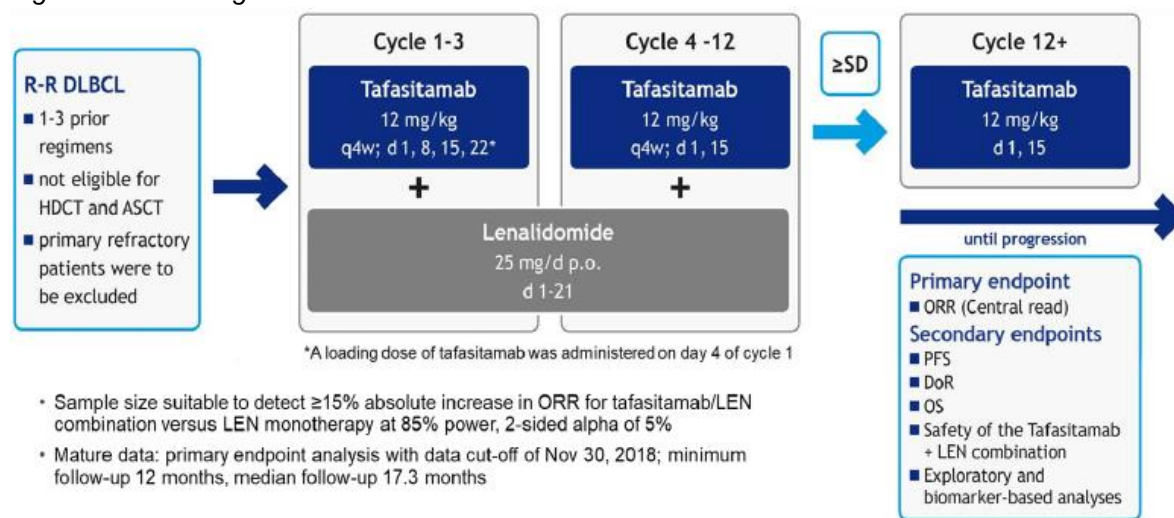 Cycle 1-3
Cycle 4 -12
≥SD
Cycle 12+
R-R DLBCL
■ 1-3 prior
regimens
■ not eligible for
HDCT and ASCT
■ primary refractory
patients were to
be excluded
Tafasitamab
12 mg/kg
q4w; d 1, 8, 15, 22*
+
Tafasitamab
12 mg/kg
q4w; d 1, 15
+
Lenalidomide
25 mg/d p.o.
d 1-21
Tafasitamab
12 mg/kg
d 1, 15
until progression
*A loading dose of tafasitamab was administered on day 4 of cycle 1
Primary endpoint
■ ORR (Central read)
Secondary endpoints
■ PFS
■ DoR
■ OS
■ Safety of the Tafasitamab
+ LEN combination
■ Exploratory and
biomarker-based analyses
• Sample size suitable to detect ≥15% absolute increase in ORR for tafasitamab/LEN
combination versus LEN monotherapy at 85% power, 2-sided alpha of 5%
• Mature data: primary endpoint analysis with data cut-off of Nov 30, 2018; minimum
follow-up 12 months, median follow-up 17.3 months